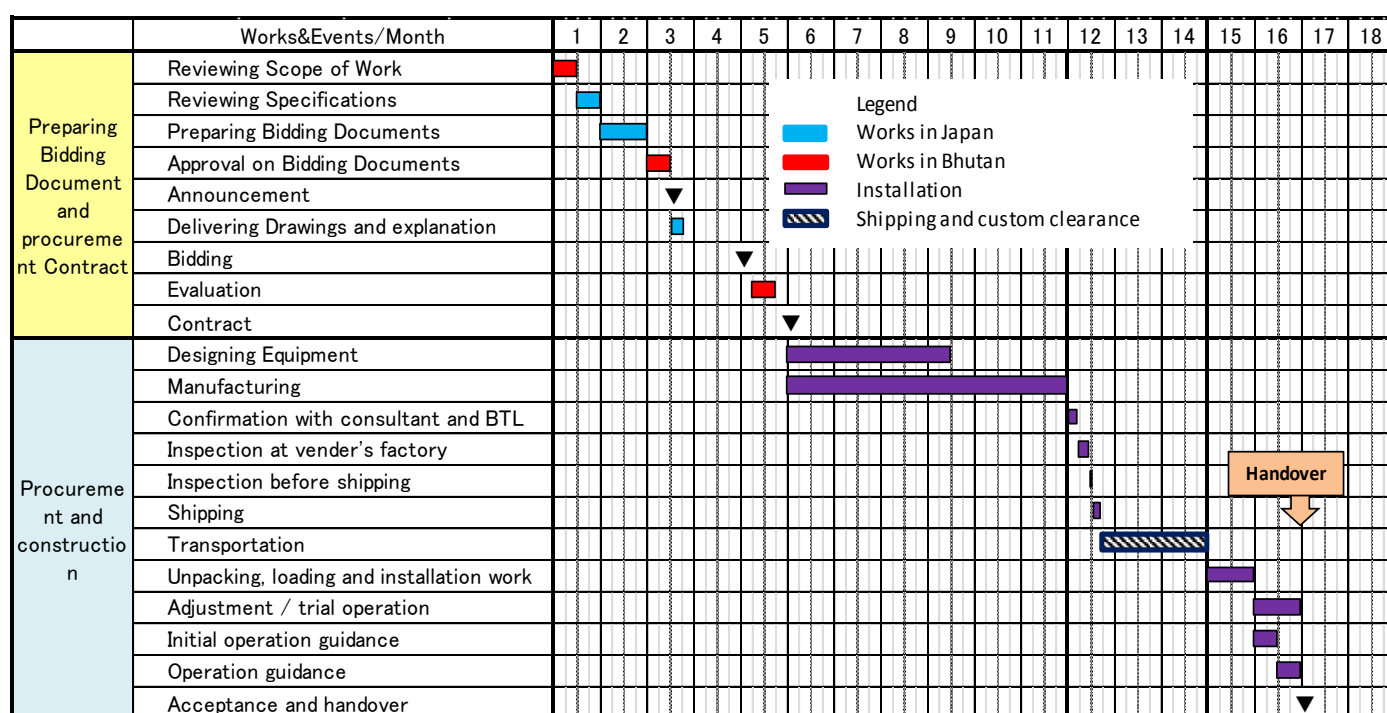 Works&Events/Month 1 2 3 4 5 6 7 8 9 10 11 12 13 14 15 16 17 18
Preparing
Bidding
Document
and
procureme
nt Contract
Reviewing Scope of Work
Reviewing Specifications
Preparing Bidding Documents
Approval on Bidding Documents
Announcement
Delivering Drawings and explanation
Bidding
Evaluation
Contract
Legend
Works in Japan
Works in Bhutan
Installation
Shipping and custom clearance
Procureme
nt and
constructio
n
Designing Equipment
Manufacturing
Confirmation with consultant and BTL
Inspection at vender's factory
Inspection before shipping
Shipping
Transportation
Unpacking, loading and installation work
Adjustment / trial operation
Initial operation guidance
Operation guidance
Acceptance and handover
Handover